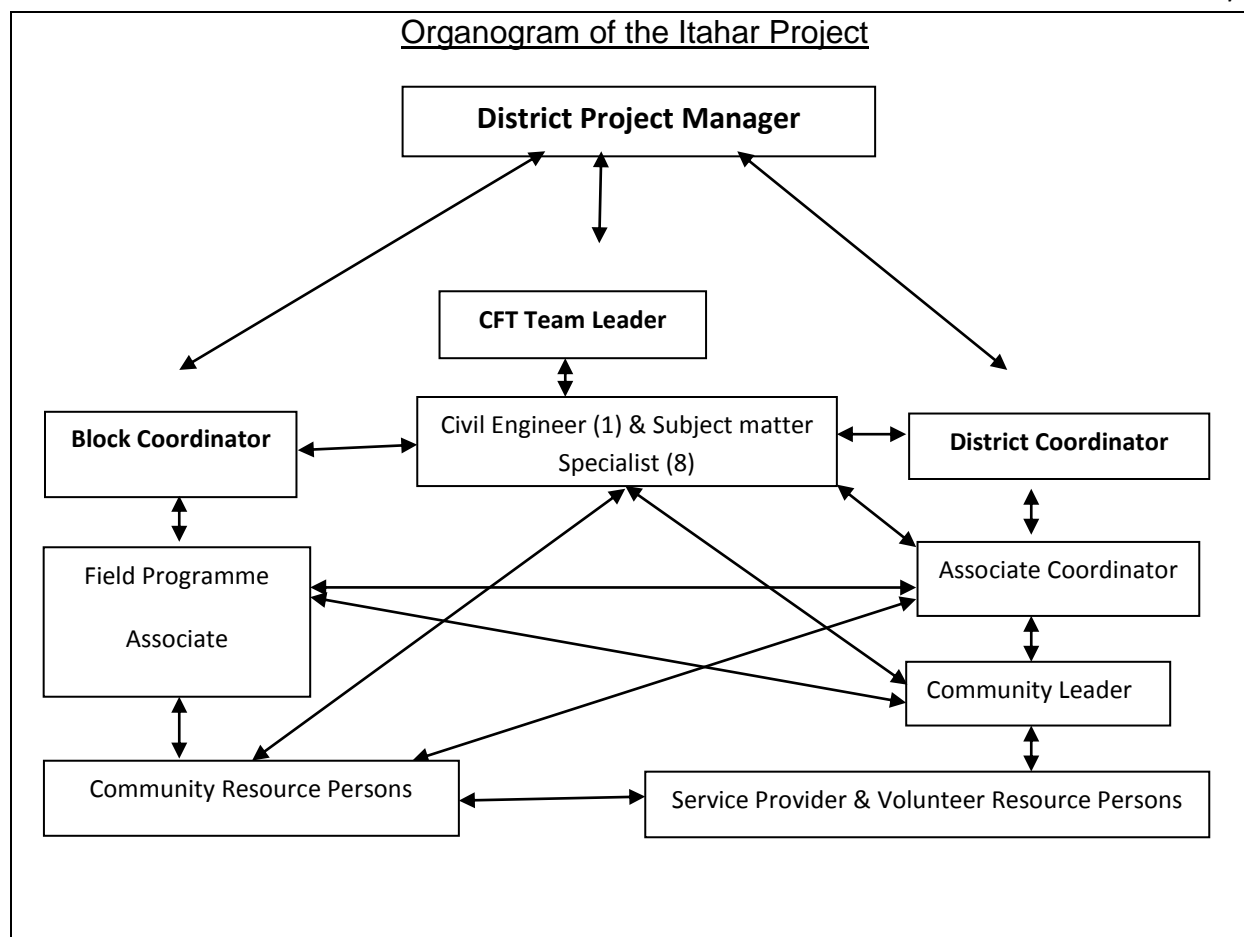 Organogram of the Itahar Project
District Project Manager
CFT Team Leader
Block Coordinator
Civil Engineer (1) & Subject matter
Specialist (8)
District Coordinator
Field Programme
Associate
Associate Coordinator
Community Leader
Community Resource Persons
Service Provider & Volunteer Resource Persons